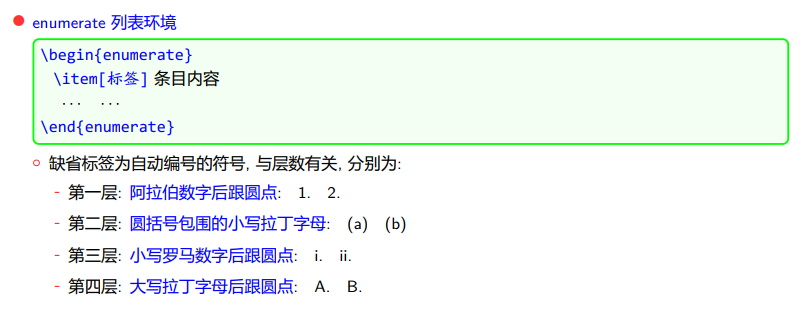 ● enumerate 列表环境
\begin{enumerate}
\item[标签] 条目内容
... ...
\end{enumerate}
○ 缺省标签为自动编号的符号, 与层数有关, 分别为:
- 第一层: 阿拉伯数字后跟圆点: 1. 2.
- 第二层: 圆括号包围的小写拉丁字母: (a) (b)
- 第三层: 小写罗马数字后跟圆点: i. ii.
- 第四层: 大写拉丁字母后跟圆点: A. B.